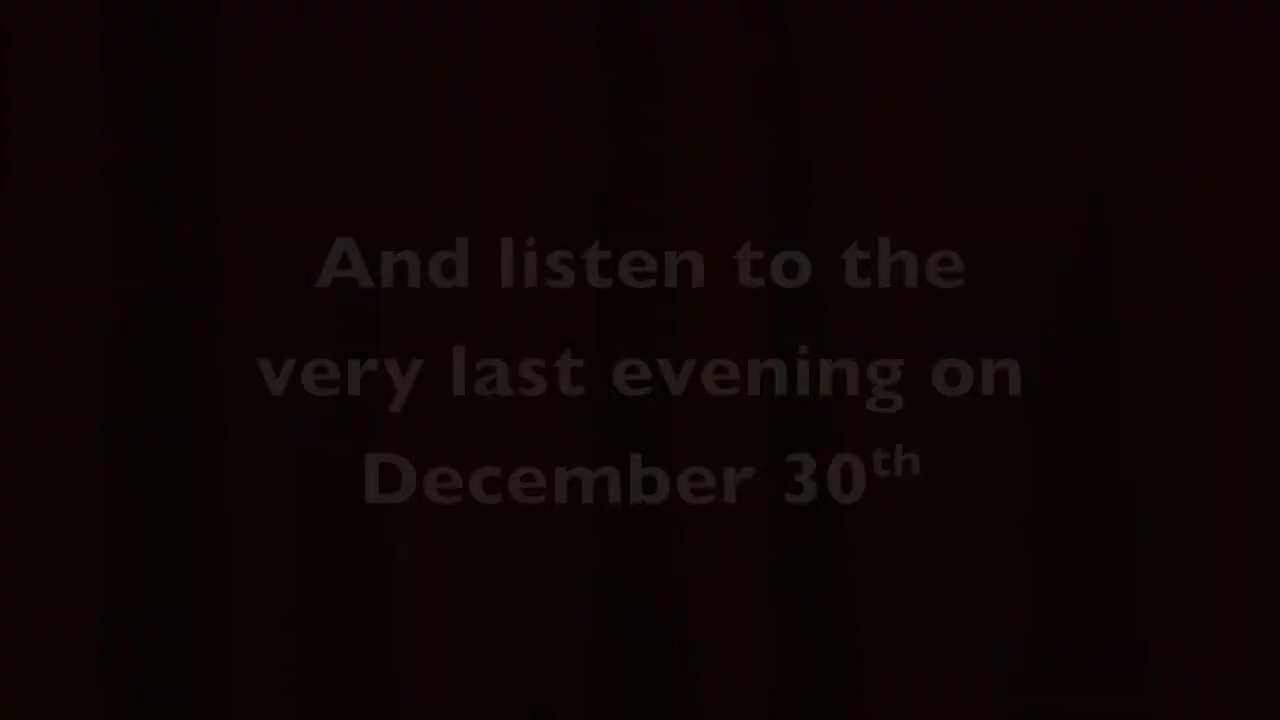 And listen to the
very last evening on
December 30th